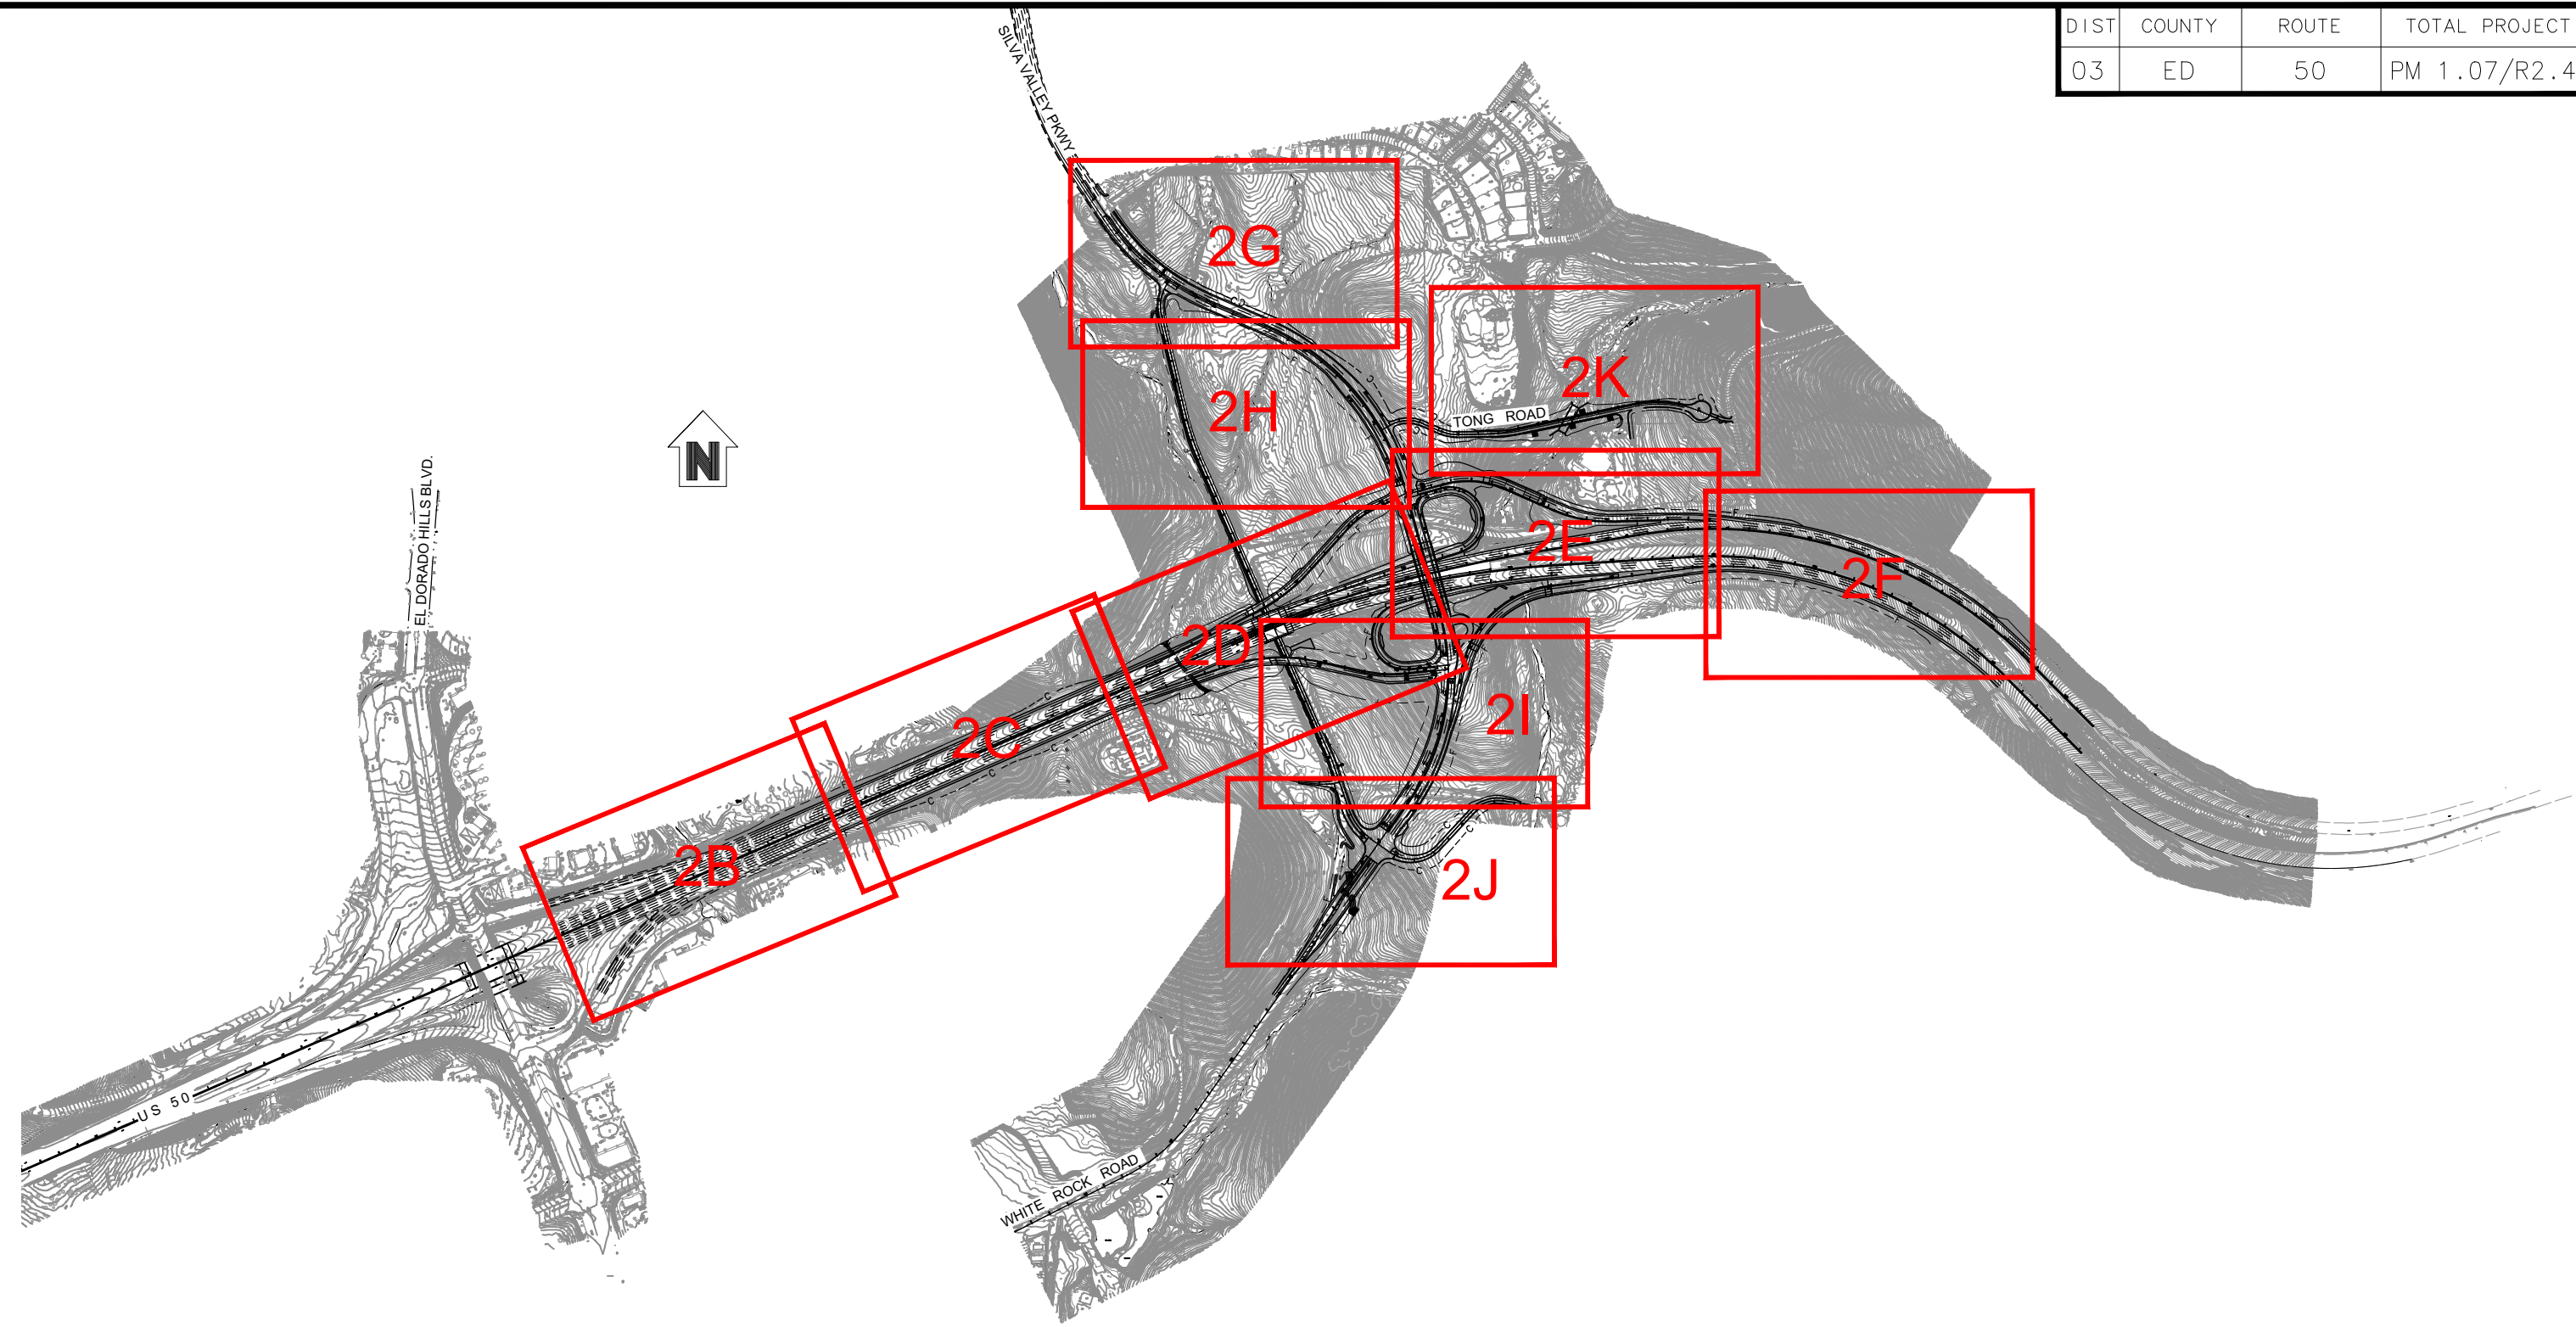 DIST COUNTY ROUTE TOTAL PROJECT
03 ED 50 PM 1.07/R2.4
SILVA VALLEY PKWY
2G
2K
2H
TONG ROAD
N
EL DORADO HILLS BLVD.
2E
2F
2D
2I
2C
2B
2J
US 50
WHITE ROCK ROAD